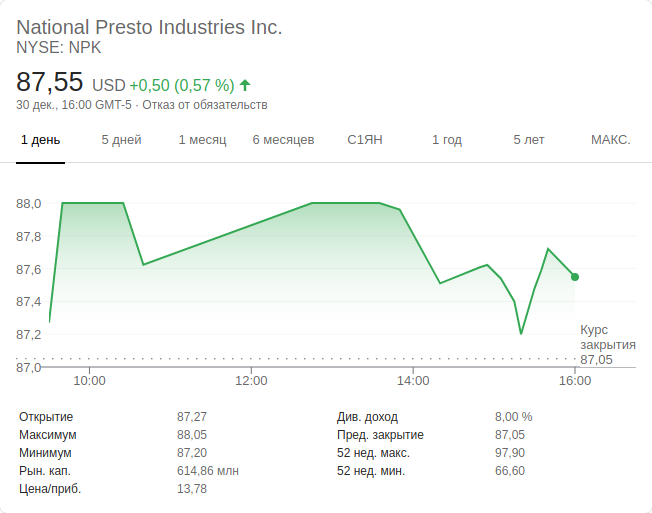 National Presto Industries Inc.
NYSE: NPK
87,55 USD +0,50 (0,57 %)
30 дек., 16:00 GMT-5 · Отказ от обязательств
1 день 5 дней 1 месяц 6 месяцев С1ЯН 1 год 5 лет МАКС.
88,0
87,8
87,6
87,4
87,2
87,0
Курс
закрытия
87,05
10:00 12:00 14:00 16:00
Открытие 87,27 Див. доход 8,00 %
Максимум 88,05 Пред. закрытие 87,05
Минимум 87,20 52 нед. макс. 97,90
Рын. кап. 614,86 млн 52 нед. мин. 66,60
Цена/приб. 13,78